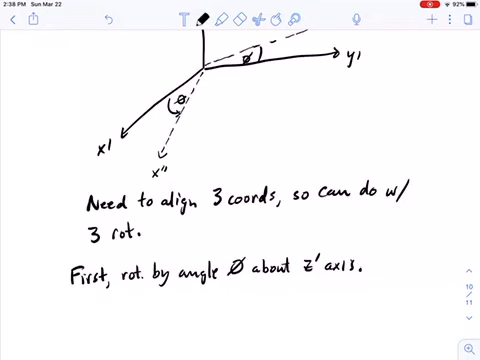 2:38 PM Sun Mar 22
92%
T
ø
y'
ø
x'
x"
Need to align 3 coords, so can do w/
3 rot.
First, rot. by angle ø about z' axis.
10
/
11